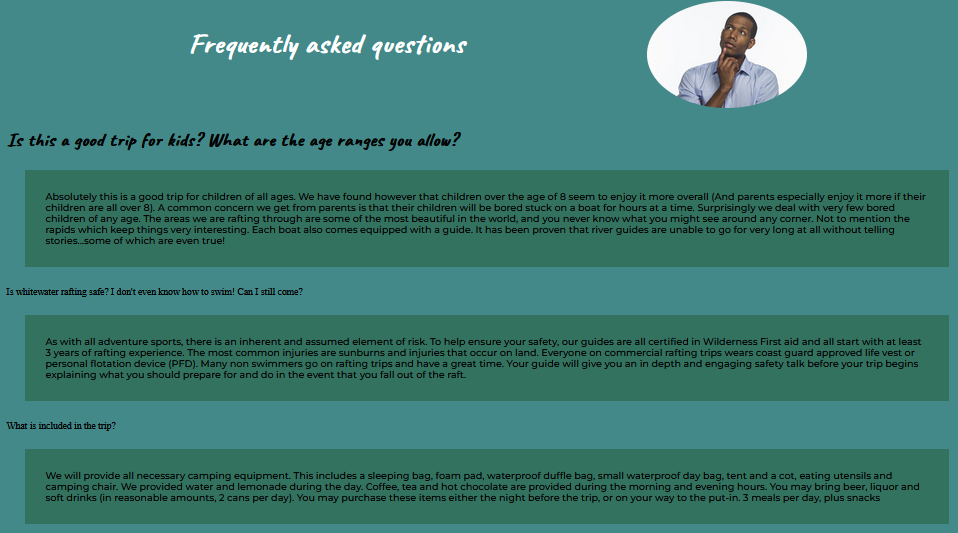 Frequently asked questions
Is this a good trip for kids? What are the age ranges you allow?
Absolutely this is a good trip for children of all ages. We have found however that children over the age of 8 seem to enjoy it more overall (And parents especially enjoy it more if their
children are all over 8). A common concern we get from parents is that their children will be bored stuck on a boat for hours at a time. Surprisingly we deal with very few bored
children of any age. The areas we are rafting through are some of the most beautiful in the world, and you never know what you might see around any corner. Not to mention the
rapids which keep things very interesting. Each boat also comes equipped with a guide. It has been proven that river guides are unable to go for very long at all without telling
stories...some of which are even true!
Is whitewater rafting safe? I don't even know how to swim! Can I still come?
As with all adventure sports, there is an inherent and assumed element of risk. To help ensure your safety, our guides are all certified in Wilderness First aid and all start with at least
3 years of rafting experience. The most common injuries are sunburns and injuries that occur on land. Everyone on commercial rafting trips wears coast guard approved life vest or
personal flotation device (PFD). Many non swimmers go on rafting trips and have a great time. Your guide will give you an in depth and engaging safety talk before your trip begins
explaining what you should prepare for and do in the event that you fall out of the raft.
What is included in the trip?
We will provide all necessary camping equipment. This includes a sleeping bag, foam pad, waterproof duffle bag, small waterproof day bag, tent and a cot, eating utensils and
camping chair. We provided water and lemonade during the day. Coffee, tea and hot chocolate are provided during the morning and evening hours. You may bring beer, liquor and
soft drinks (in reasonable amounts, 2 cans per day). You may purchase these items either the night before the trip, or on your way to the put-in. 3 meals per day, plus snacks